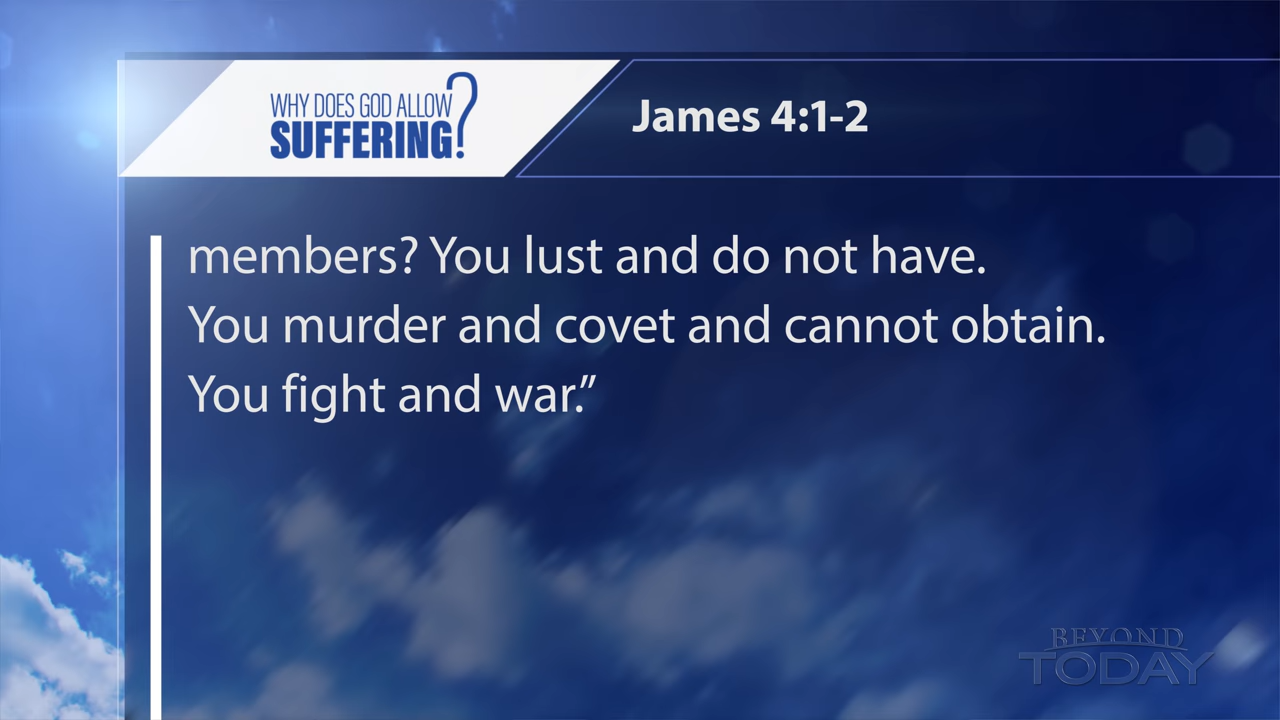 WHY DOES GOD ALLOW
SUFFERING?
James 4:1-2
members? You lust and do not have.
You murder and covet and cannot obtain.
You fight and war.”
BEYOND
TODAY